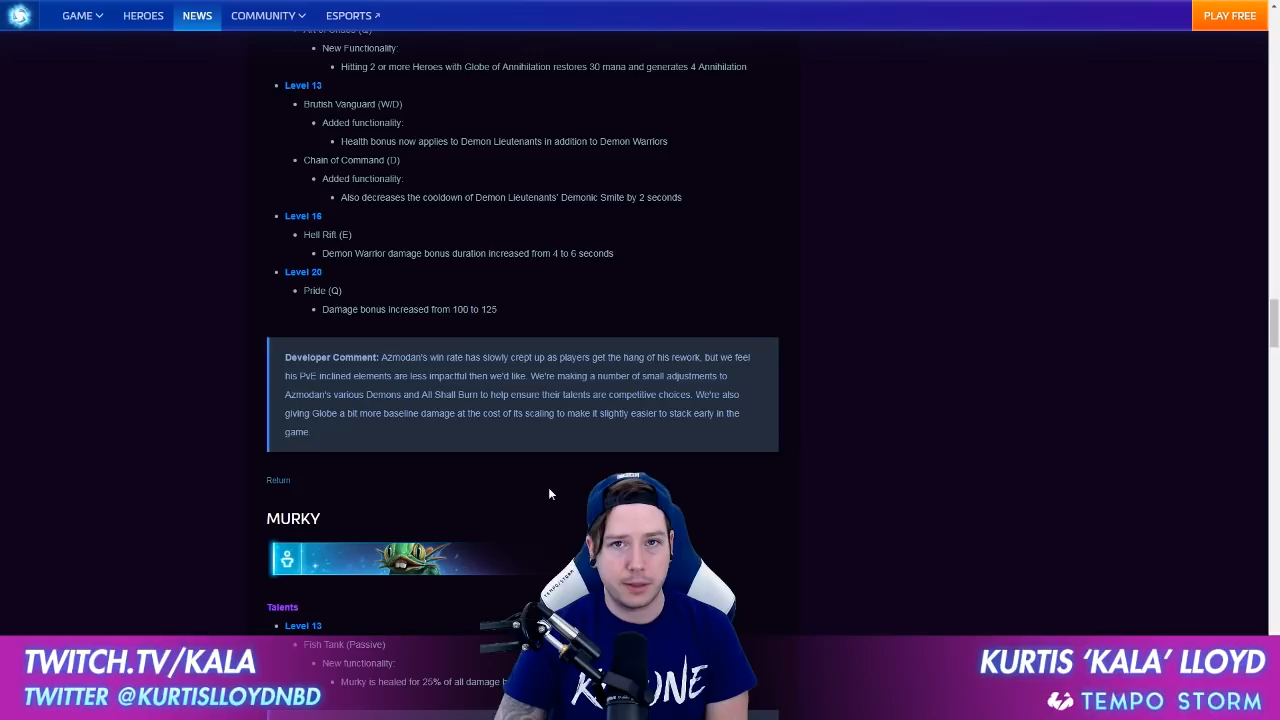 GAME HEROES NEWS COMMUNITY ESPORTS PLAY FREE
Art of Chaos (Q)
New Functionality:
Hitting 2 or more Heroes with Globe of Annihilation restores 30 mana and generates 4 Annihilation
Level 13
Brutish Vanguard (W/D)
Added functionality:
Health bonus now applies to Demon Lieutenants in addition to Demon Warriors
Chain of Command (D)
Added functionality:
Also decreases the cooldown of Demon Lieutenants' Demonic Smite by 2 seconds
Level 16
Hell Rift (E)
Demon Warrior damage bonus duration increased from 4 to 6 seconds
Level 20
Pride (Q)
Damage bonus increased from 100 to 125
Developer Comment: Azmodan's win rate has slowly crept up as players get the hang of his rework, but we feel
his PvE inclined elements are less impactful then we'd like. We're making a number of small adjustments to
Azmodan's various Demons and All Shall Burn to help ensure their talents are competitive choices. We're also
giving Globe a bit more baseline damage at the cost of its scaling to make it slightly easier to stack early in the
game.
Return
MURKY
Talents
Level 13
Fish Tank (Passive)
New functionality:
Murky is healed for 25% of all damage
TEMPO/STORM
TWITCH.TV/KALA
TWITTER @KURTISLLOYDNBD
KURTIS 'KALA' LLOYD
TEMPO STORM